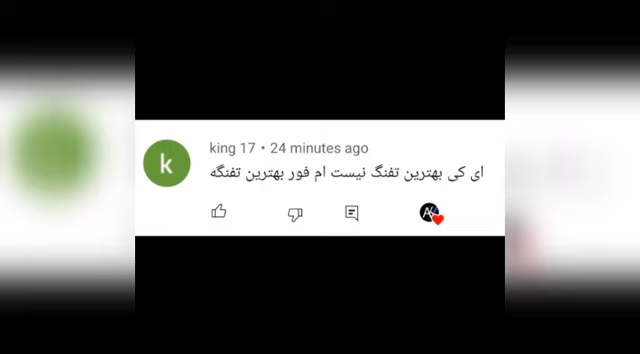 king 17 • 24 minutes ago
k
ای کی بهترین تفنگ نیست ام فور بهترین تفنگه